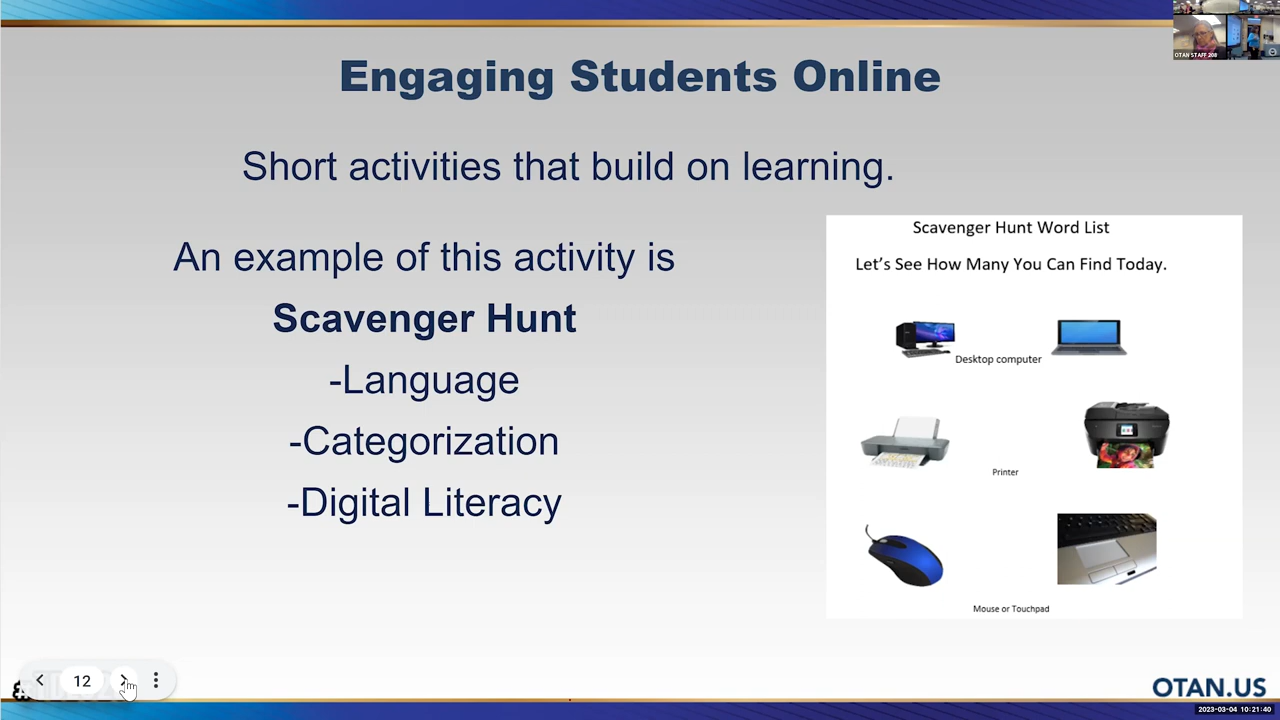 Engaging Students Online
OTAN STAFF 208
Short activities that build on learning.
An example of this activity is
Scavenger Hunt
-Language
-Categorization
-Digital Literacy
Scavenger Hunt Word List
Let's See How Many You Can Find Today.
Desktop computer
Printer
Mouse or Touchpad
12
OTAN.US
2023-03-04 10:21:40